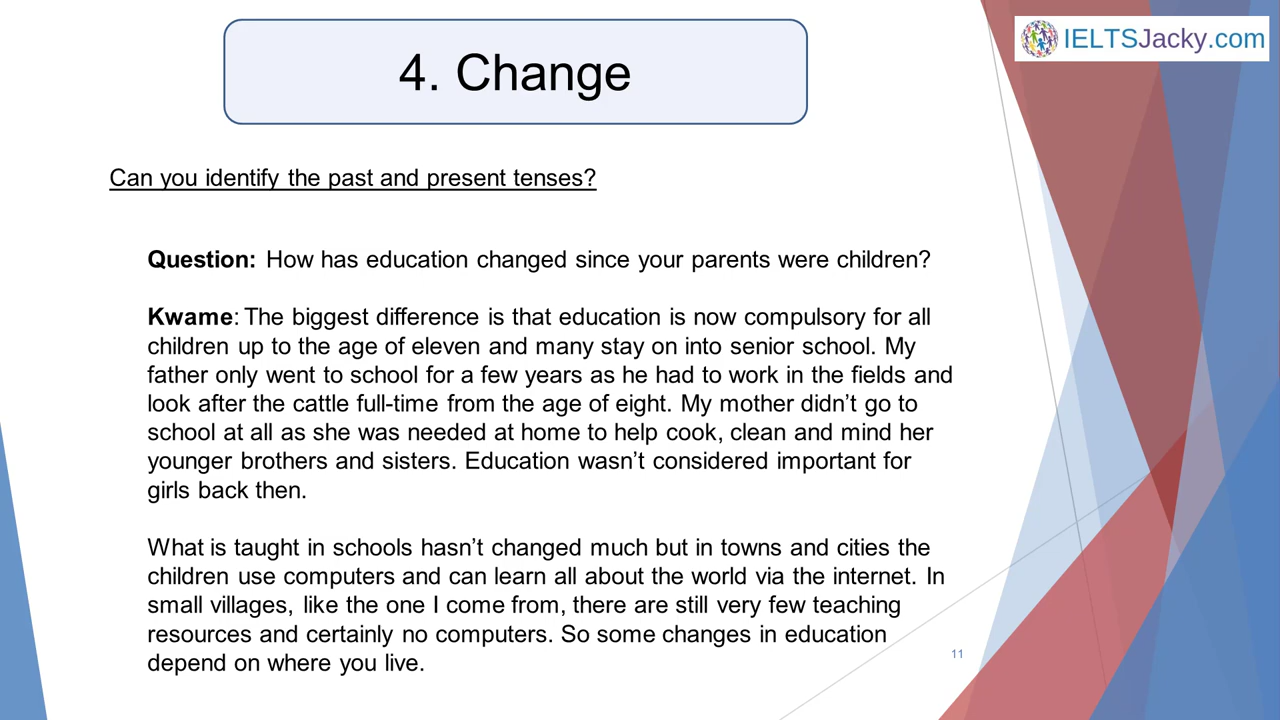 4. Change
IELTSJacky.com
Can you identify the past and present tenses?
Question: How has education changed since your parents were children?
Kwame: The biggest difference is that education is now compulsory for all
children up to the age of eleven and many stay on into senior school. My
father only went to school for a few years as he had to work in the fields and
look after the cattle full-time from the age of eight. My mother didn’t go to
school at all as she was needed at home to help cook, clean and mind her
younger brothers and sisters. Education wasn’t considered important for
girls back then.
What is taught in schools hasn’t changed much but in towns and cities the
children use computers and can learn all about the world via the internet. In
small villages, like the one I come from, there are still very few teaching
resources and certainly no computers. So some changes in education
depend on where you live.
11